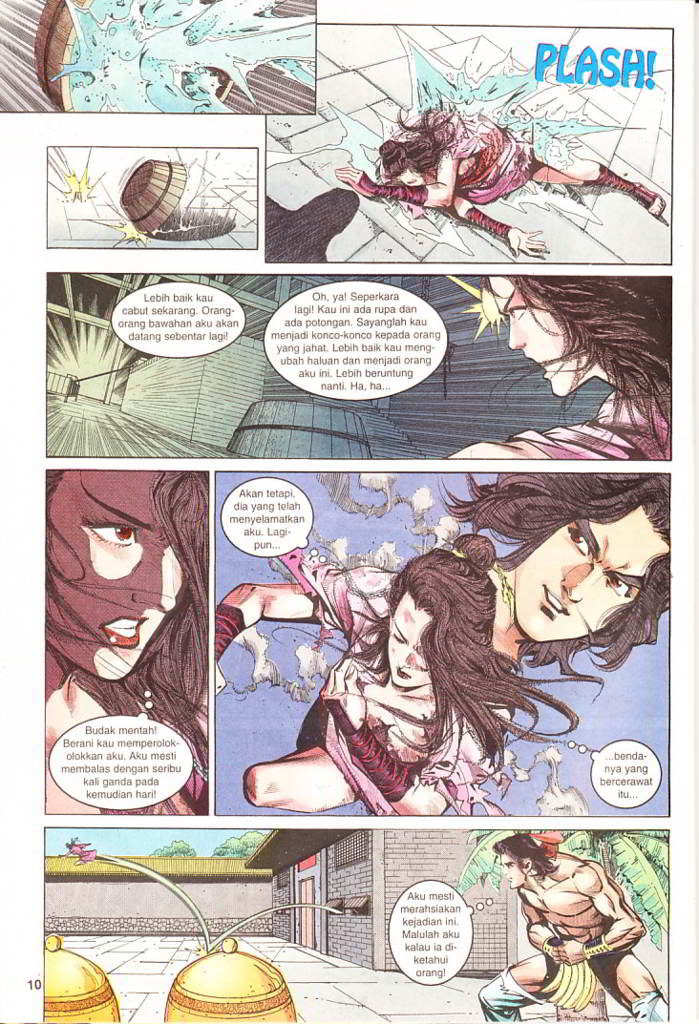 PLASH!
Lebih baik kau
cabut sekarang. Orang-
orang bawahan aku akan
datang sebentar lagi!
Oh, ya! Seperkara
lagi! Kau ini ada rupa dan
ada potongan. Sayanglah kau
menjadi konco-konco kepada orang
yang jahat. Lebih baik kau meng-
ubah haluan dan menjadi orang
aku ini. Lebih beruntung
nanti. Ha, ha...
Budak mentah!
Berani kau memperolok-
olokkan aku. Aku mesti
membalas dengan seribu
kali ganda pada
kemudian hari!
Akan tetapi,
dia yang telah
menyelamatkan
aku. Lagi-
pun...
...benda-
nya yang
bercerawat
itu...
Aku mesti
merahsiakan
kejadian ini.
Malulah aku
kalau ia di-
ketahui
orang!
10